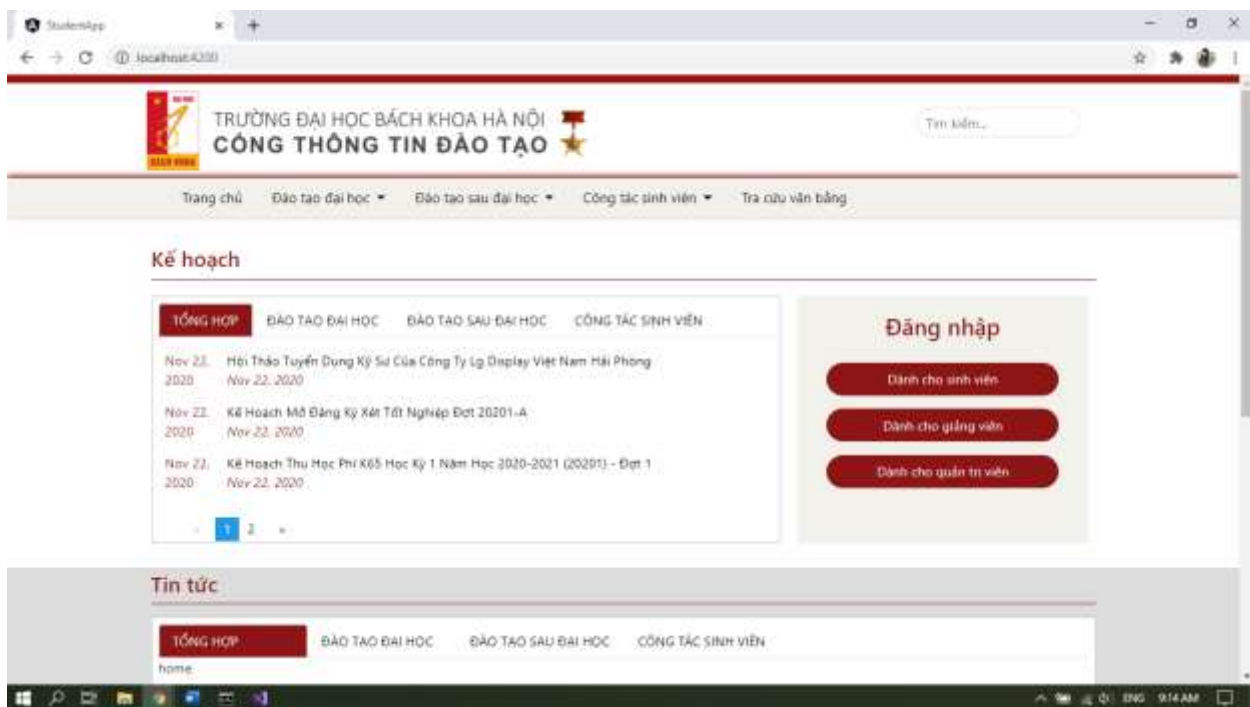 StudentApp
localhost:4200
ĐẠI HỌC
BÁCH KHOA
TRƯỜNG ĐẠI HỌC BÁCH KHOA HÀ NỘI
CỔNG THÔNG TIN ĐÀO TẠO
Tìm kiếm...
Trang chủ Đào tạo đại học Đào tạo sau đại học Công tác sinh viên Tra cứu văn bằng
Kế hoạch
TỔNG HỢP ĐÀO TẠO ĐẠI HỌC ĐÀO TẠO SAU ĐẠI HỌC CÔNG TÁC SINH VIÊN
Nov 22, 2020
Hội Thảo Tuyển Dụng Kỹ Sư Của Công Ty Lg Display Việt Nam Hải Phòng
Nov 22, 2020
Nov 22, 2020
Kế Hoạch Mở Đăng Ký Xét Tốt Nghiệp Đợt 20201-A
Nov 22, 2020
Nov 22, 2020
Kế Hoạch Thu Học Phí K65 Học Kỳ 1 Năm Học 2020-2021 (20201) - Đợt 1
Nov 22, 2020
« 1 2 »
Đăng nhập
Dành cho sinh viên
Dành cho giảng viên
Dành cho quản trị viên
Tin tức
TỔNG HỢP ĐÀO TẠO ĐẠI HỌC ĐÀO TẠO SAU ĐẠI HỌC CÔNG TÁC SINH VIÊN
home
ENG 9:14 AM